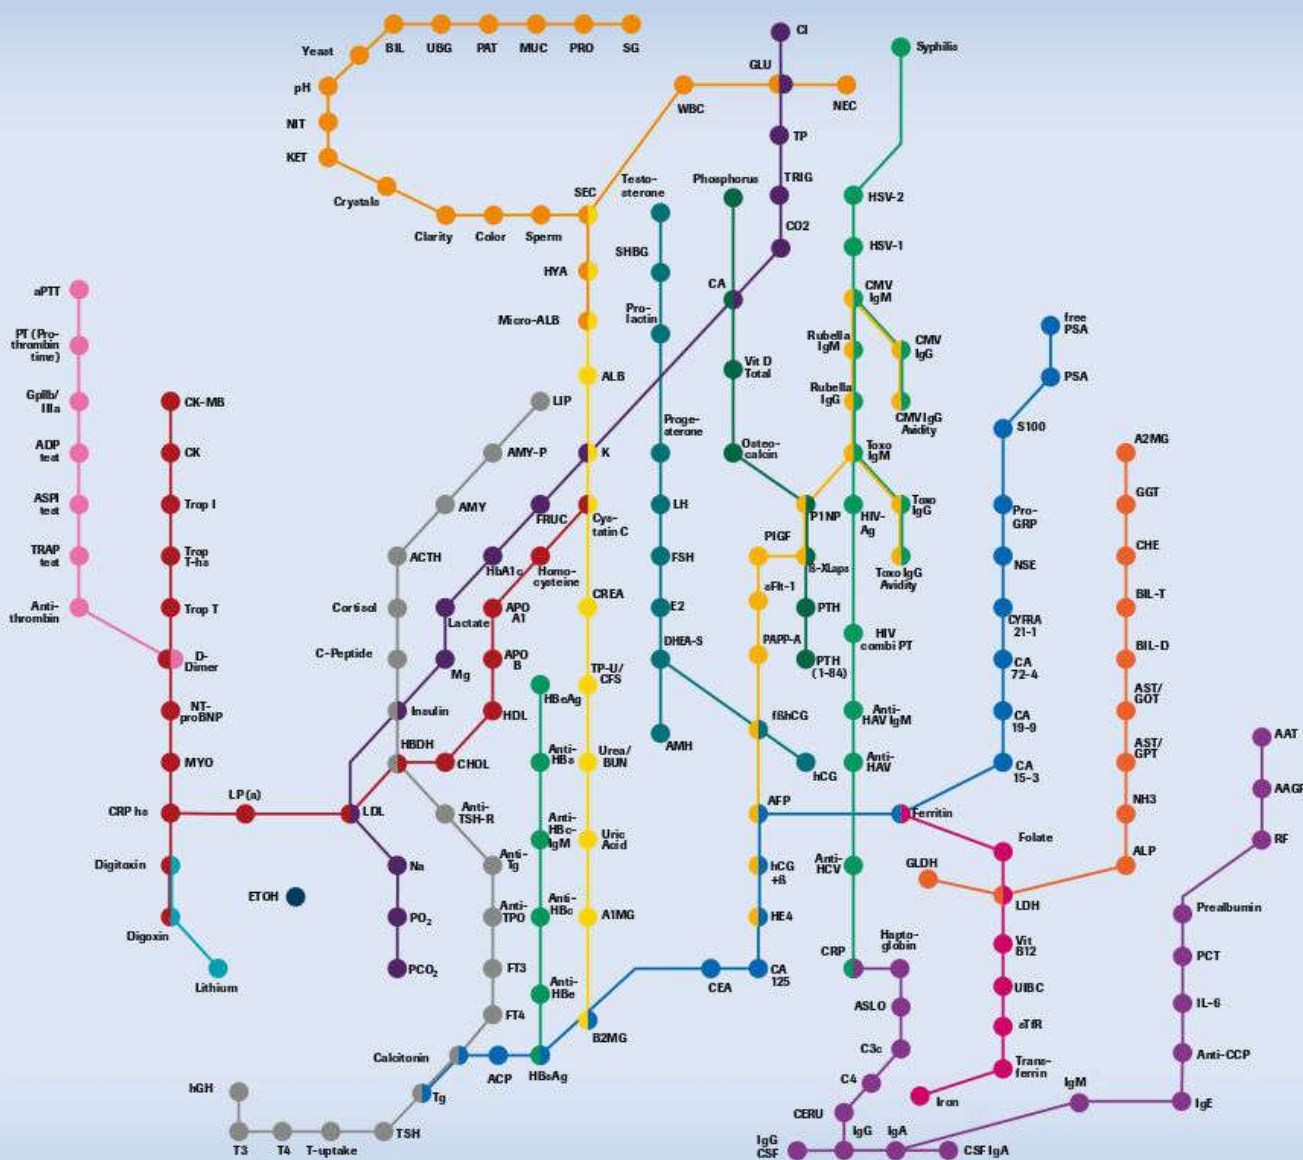 CI
Syphilis
Yeast
BIL
UBG
PAT
MUC
PRO
SG
GLU
pH
WBC
NEC
NIT
TP
KET
Crystals
SEC
Testo-
sterone
Phosphorus
TRIG
HSV-2
Clarity
Color
Sperm
CO2
SHBG
HSV-1
HYA
CA
CMV
IgM
aPTT
Micro-ALB
Pro-
lactin
PT (Pro-
thrombin
time)
Rubella
IgM
CMV
IgG
free
PSA
ALB
Vit D
Total
PSA
GpIIb/
IIIa
CK-MB
LIP
Rubella
IgG
CMV IgG
Avidity
Proge-
sterone
S100
ADP
test
CK
AMY-P
K
Osteo-
calcin
Toxo
IgM
A2MG
ASPI
test
Trop I
AMY
FRUC
Cys-
tatin C
LH
P1NP
HIV-
Ag
Toxo
IgG
Pro-
GRP
GGT
TRAP
test
Trop
T-hs
ACTH
HbA1c
Homo-
cysteine
FSH
PlGF
ß-XLaps
Toxo IgG
Avidity
NSE
CHE
Anti-
thrombin
Trop T
Cortisol
Lactate
APO
A1
CREA
E2
sFlt-1
PTH
HIV
combi PT
CYFRA
21-1
BIL-T
D-
Dimer
C-Peptide
Mg
APO
B
DHEA-S
PAPP-A
PTH
(1-84)
CA
72-4
BIL-D
HBeAg
TP-U/
CFS
NT-
proBNP
Insulin
HDL
fßhCG
Anti-
HAV IgM
CA
19-9
AST/
GOT
AMH
AAT
MYO
HBDH
CHOL
Anti-
HBs
Urea/
BUN
hCG
Anti-
HAV
CA
15-3
AST/
GPT
AAGP
CRP hs
LP (a)
LDL
Anti-
TSH-R
Anti-
HBc-
IgM
Uric
Acid
AFP
Ferritin
NH3
Folate
RF
Digitoxin
Na
Anti-
Tg
hCG
+ß
Anti-
HCV
GLDH
ALP
ETOH
LDH
Digoxin
PO2
Anti-
TPO
Anti-
HBc
A1MG
HE4
Prealbumin
Hapto-
globin
Vit
B12
Lithium
PCO2
FT3
Anti-
HBe
CEA
CA
125
CRP
PCT
UIBC
FT4
B2MG
ASLO
IL-6
sTfR
Calcitonin
ACP
HBsAg
C3c
Trans-
ferrin
Anti-CCP
hGH
Tg
C4
Iron
IgM
IgE
CERU
T3
T4
T-uptake
TSH
IgG
CSF
IgG
IgA
CSF IgA